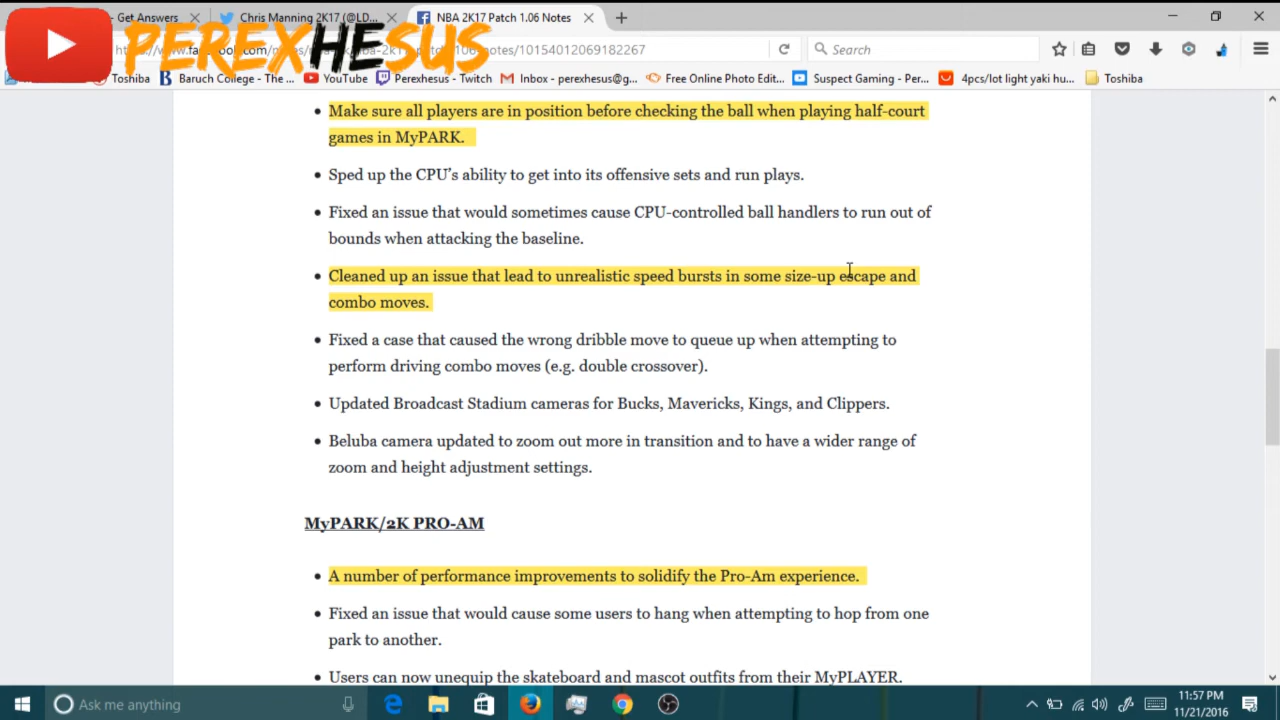 - Get Answers
Chris Manning 2K17 (@LD...
NBA 2K17 Patch 1.06 Notes
PEREXHESUS
/10154012069182267
Search
Toshiba
Baruch College - The ...
YouTube
Perexhesus - Twitch
Inbox - perexhesus@g...
Free Online Photo Edit...
Suspect Gaming - Per...
4pcs/lot light yaki hu...
Toshiba
• Make sure all players are in position before checking the ball when playing half-court
games in MyPARK.
• Sped up the CPU’s ability to get into its offensive sets and run plays.
• Fixed an issue that would sometimes cause CPU-controlled ball handlers to run out of
bounds when attacking the baseline.
• Cleaned up an issue that lead to unrealistic speed bursts in some size-up escape and
combo moves.
• Fixed a case that caused the wrong dribble move to queue up when attempting to
perform driving combo moves (e.g. double crossover).
• Updated Broadcast Stadium cameras for Bucks, Mavericks, Kings, and Clippers.
• Beluba camera updated to zoom out more in transition and to have a wider range of
zoom and height adjustment settings.
MyPARK/2K PRO-AM
• A number of performance improvements to solidify the Pro-Am experience.
• Fixed an issue that would cause some users to hang when attempting to hop from one
park to another.
• Users can now unequip the skateboard and mascot outfits from their MyPLAYER.
Ask me anything
11:57 PM
11/21/2016